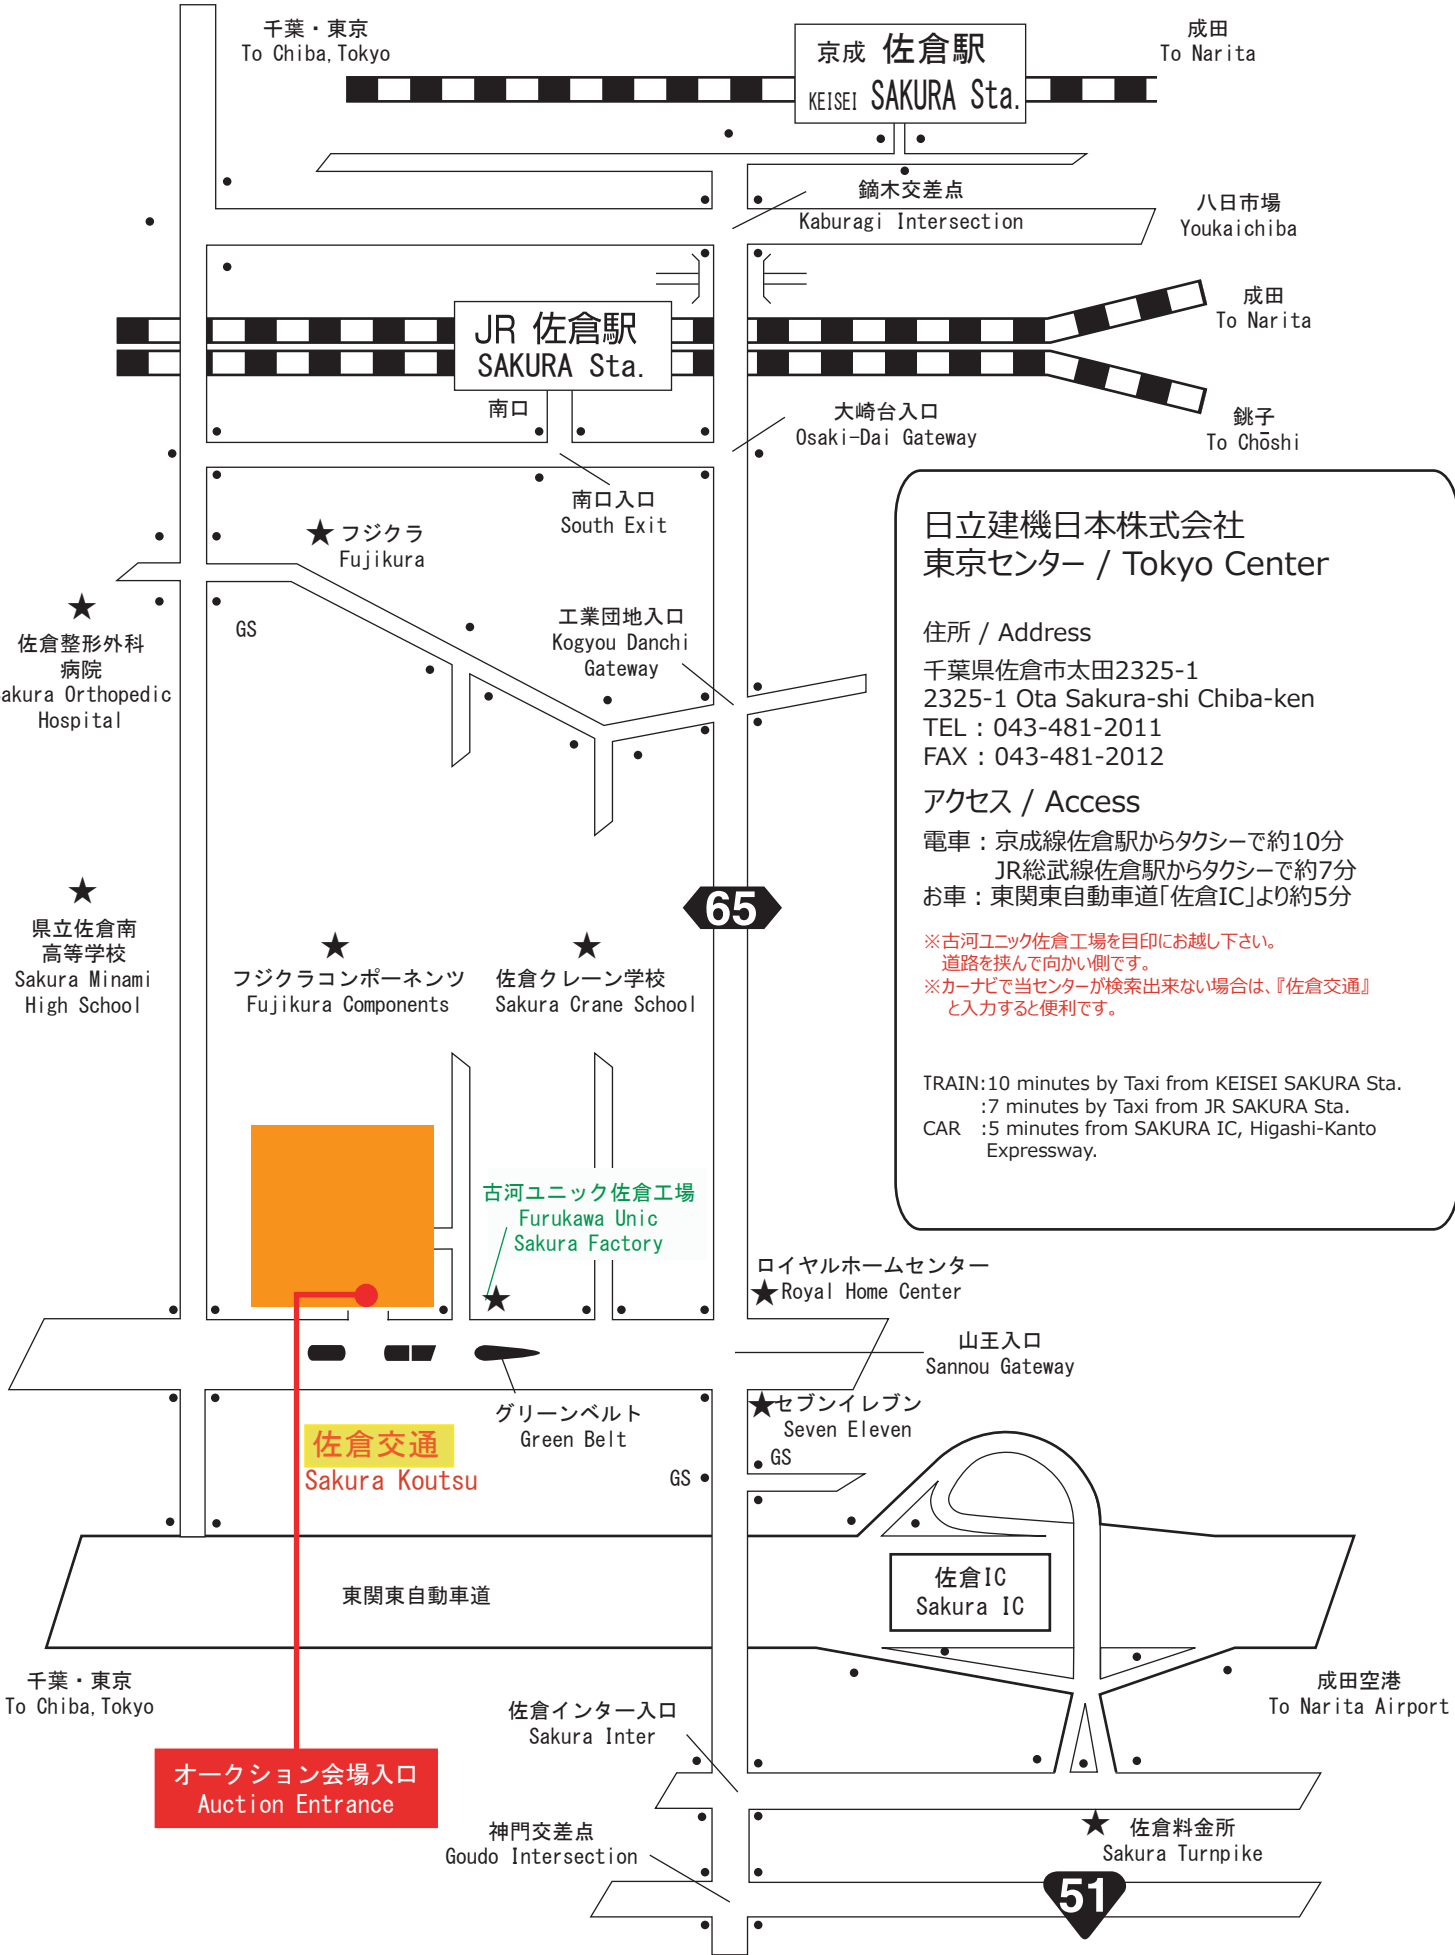 千葉・東京
To Chiba,Tokyo
京成 佐倉駅
KEISEI SAKURA Sta.
成田
To Narita
鏑木交差点
Kaburagi Intersection
八日市場
Youkaichiba
成田
To Narita
JR 佐倉駅
SAKURA Sta.
南口
大崎台入口
Osaki-Dai Gateway
銚子
To Chōshi
南口入口
South Exit
フジクラ
Fujikura
GS
佐倉整形外科
病院
Sakura Orthopedic
Hospital
工業団地入口
Kogyou Danchi
Gateway
日立建機日本株式会社
東京センター / Tokyo Center
住所 / Address
千葉県佐倉市太田2325-1
2325-1 Ota Sakura-shi Chiba-ken
TEL : 043-481-2011
FAX : 043-481-2012
アクセス / Access
電車 : 京成線佐倉駅からタクシーで約10分
JR総武線佐倉駅からタクシーで約7分
お車 : 東関東自動車道「佐倉IC」より約5分
※古河ユニック佐倉工場を目印にお越し下さい。
道路を挟んで向かい側です。
※カーナビで当センターが検索出来ない場合は、『佐倉交通』
と入力すると便利です。
TRAIN:10 minutes by Taxi from KEISEI SAKURA Sta.
:7 minutes by Taxi from JR SAKURA Sta.
CAR :5 minutes from SAKURA IC, Higashi-Kanto
Expressway.
65
県立佐倉南
高等学校
Sakura Minami
High School
フジクラコンポーネンツ
Fujikura Components
佐倉クレーン学校
Sakura Crane School
古河ユニック佐倉工場
Furukawa Unic
Sakura Factory
ロイヤルホームセンター
Royal Home Center
山王入口
Sannou Gateway
グリーンベルト
Green Belt
セブンイレブン
Seven Eleven
GS
GS
佐倉交通
Sakura Koutsu
東関東自動車道
佐倉IC
Sakura IC
千葉・東京
To Chiba,Tokyo
成田空港
To Narita Airport
佐倉インター入口
Sakura Inter
オークション会場入口
Auction Entrance
神門交差点
Goudo Intersection
佐倉料金所
Sakura Turnpike
51